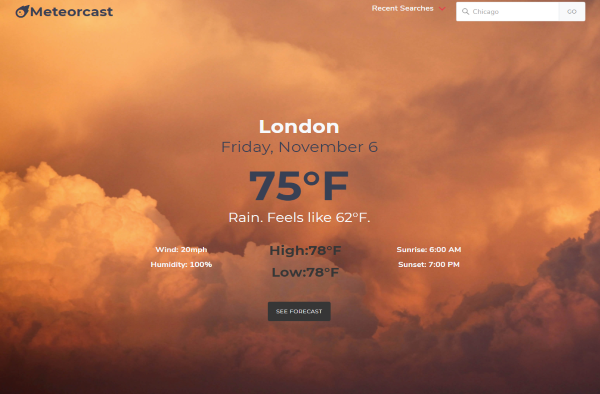 Meteorcast
Recent Searches
Chicago
GO
London
Friday, November 6
75°F
Rain. Feels like 62°F.
Wind: 20mph
Humidity: 100%
High:78°F
Low:78°F
Sunrise: 6:00 AM
Sunset: 7:00 PM
SEE FORECAST